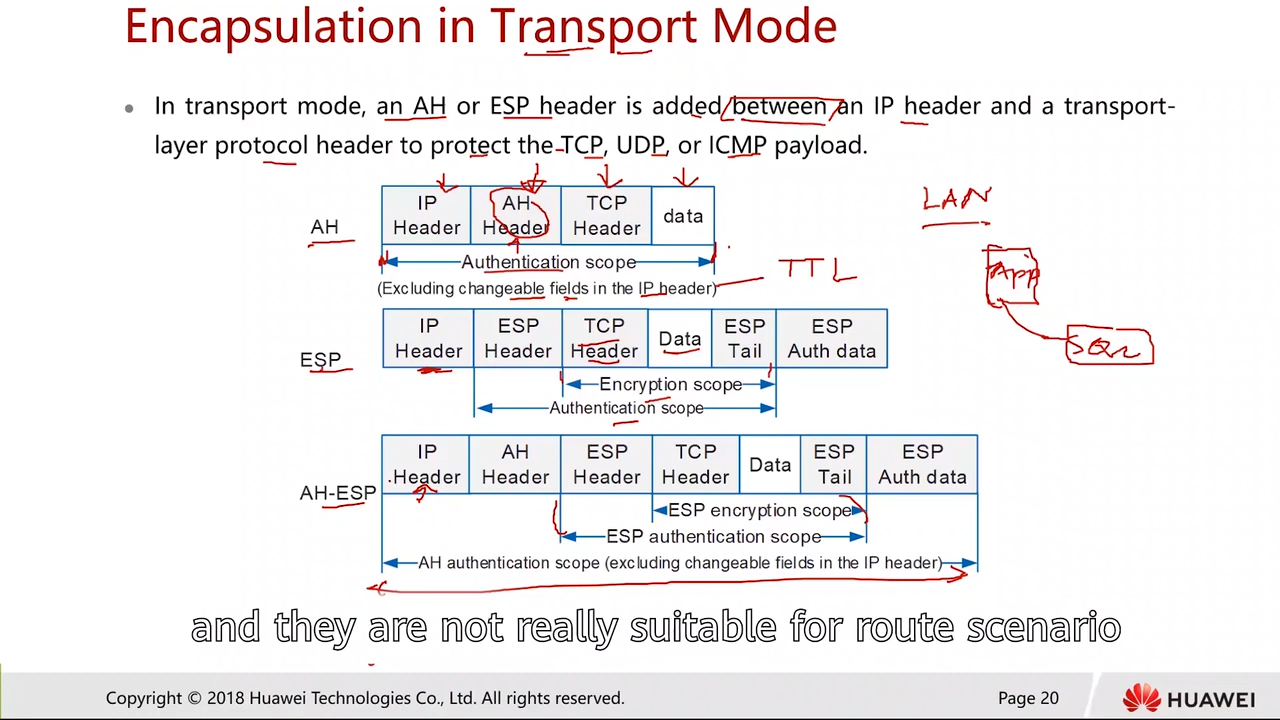 Encapsulation in Transport Mode
In transport mode, an AH or ESP header is added between an IP header and a transport-
layer protocol header to protect the TCP, UDP, or ICMP payload.
LAN
IP Header
AH Header
TCP Header
data
AH
Authentication scope
(Excluding changeable fields in the IP header)
TTL
App
SQL
IP Header
ESP Header
TCP Header
Data
ESP Tail
ESP Auth data
ESP
Encryption scope
Authentication scope
IP Header
AH Header
ESP Header
TCP Header
Data
ESP Tail
ESP Auth data
AH-ESP
ESP encryption scope
ESP authentication scope
AH authentication scope (excluding changeable fields in the IP header)
and they are not really suitable for route scenario
Copyright © 2018 Huawei Technologies Co., Ltd. All rights reserved.
Page 20
HUAWEI